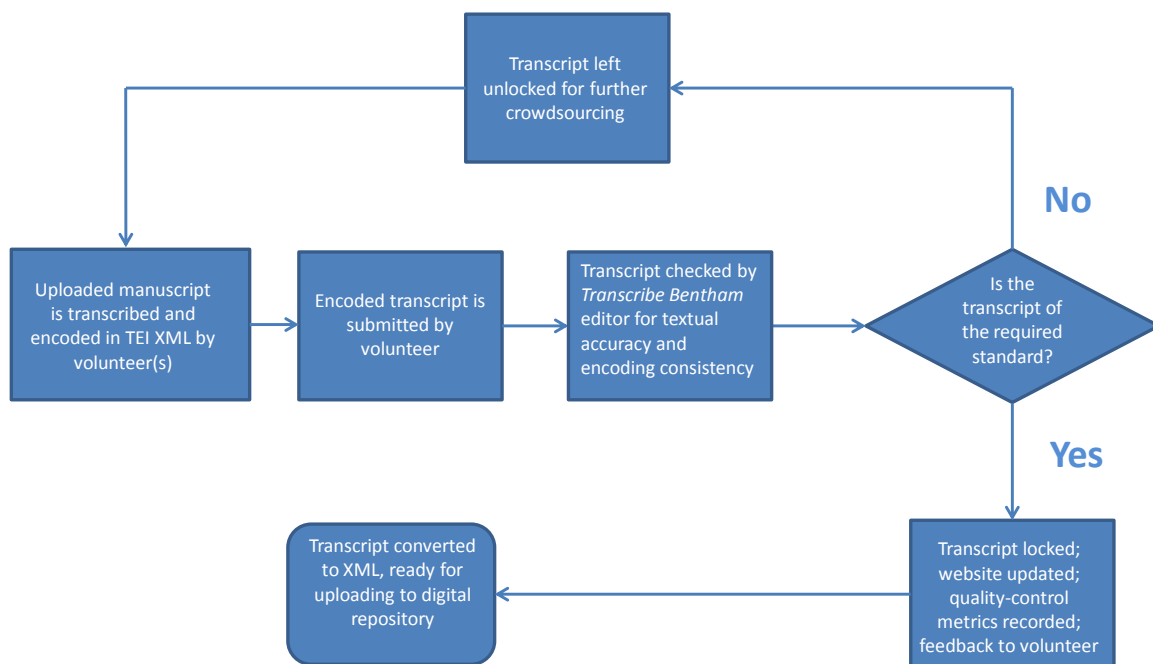 Transcript left
unlocked for further
crowdsourcing
No
Uploaded manuscript
is transcribed and
encoded in TEI XML by
volunteer(s)
Encoded transcript is
submitted by
volunteer
Transcript checked by
Transcribe Bentham
editor for textual
accuracy and
encoding consistency
Is the
transcript of
the required
standard?
Yes
Transcript converted
to XML, ready for
uploading to digital
repository
Transcript locked;
website updated;
quality-control
metrics recorded;
feedback to volunteer